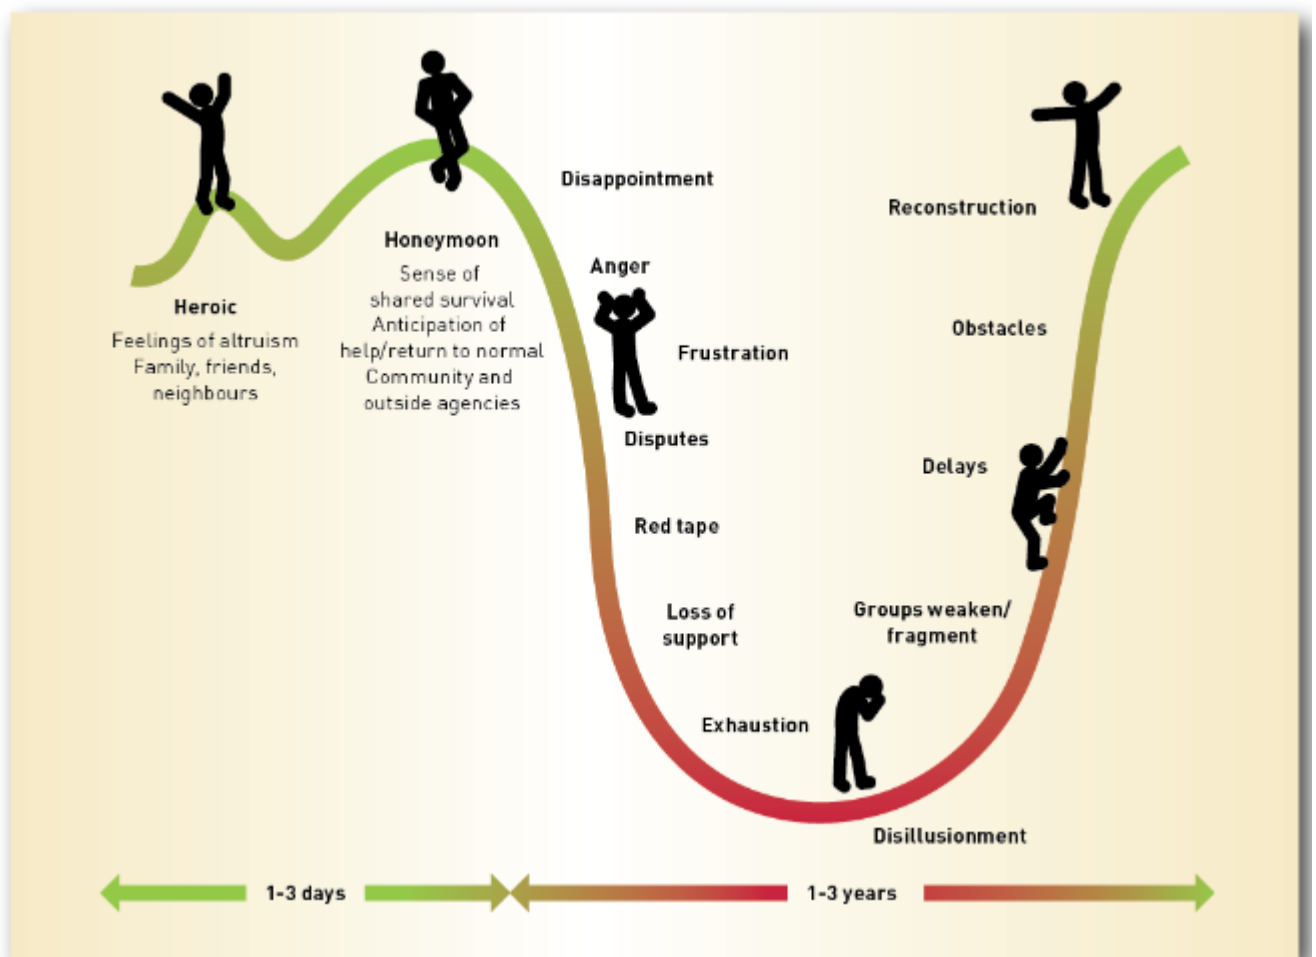 Heroic
Feelings of altruism
Family, friends,
neighbours
Honeymoon
Sense of
shared survival
Anticipation of
help/return to normal
Community and
outside agencies
Disappointment
Anger
Frustration
Disputes
Red tape
Loss of
support
Exhaustion
Disillusionment
Groups weaken/
fragment
Delays
Obstacles
Reconstruction
1-3 days
1-3 years